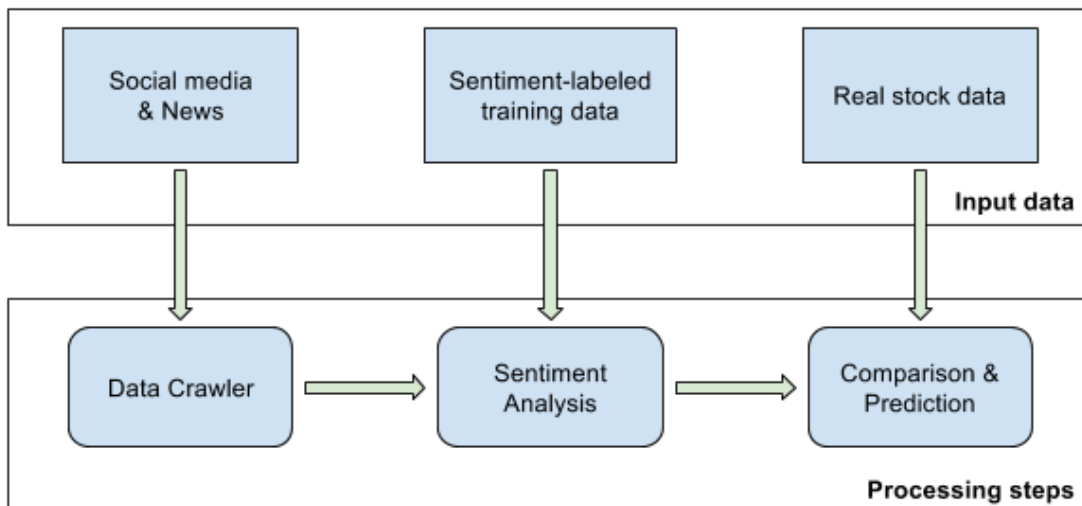 Social media
& News
Sentiment-labeled
training data
Real stock data
Input data
Data Crawler
Sentiment
Analysis
Comparison &
Prediction
Processing steps